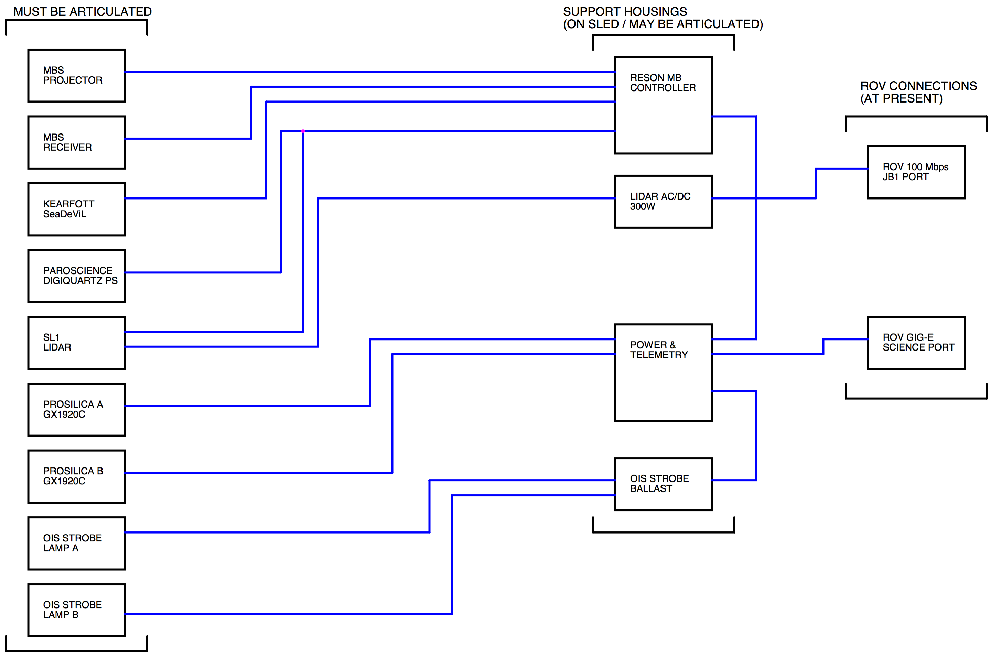 MUST BE ARTICULATED
MBS
PROJECTOR
MBS
RECEIVER
KEARFOTT
SeaDeViL
PAROSCIENCE
DIGIQUARTZ PS
SL1
LIDAR
PROSILICA A
GX1920C
PROSILICA B
GX1920C
OIS STROBE
LAMP A
OIS STROBE
LAMP B
SUPPORT HOUSINGS
(ON SLED / MAY BE ARTICULATED)
RESON MB
CONTROLLER
LIDAR AC/DC
300W
POWER &
TELEMETRY
OIS STROBE
BALLAST
ROV CONNECTIONS
(AT PRESENT)
ROV 100 Mbps
JB1 PORT
ROV GIG-E
SCIENCE PORT